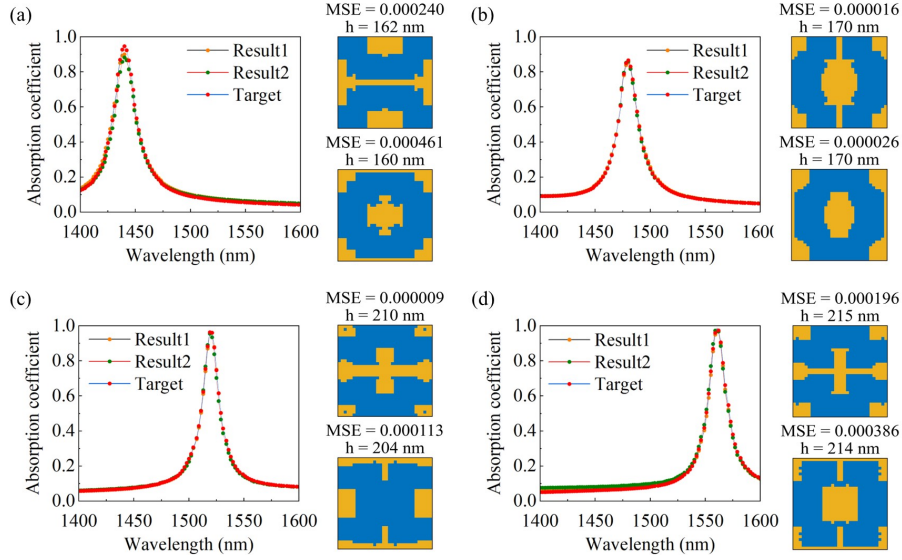 (a)
MSE = 0.000240
h = 162 nm
1.0
0.8
0.6
0.4
0.2
0.0
Absorption coefficient
Result1
Result2
Target
1400 1450 1500 1550 1600
Wavelength (nm)
MSE = 0.000461
h = 160 nm
(b)
MSE = 0.000016
h = 170 nm
1.0
0.8
0.6
0.4
0.2
0.0
Absorption coefficient
Result1
Result2
Target
1400 1450 1500 1550 1600
Wavelength (nm)
MSE = 0.000026
h = 170 nm
(c)
MSE = 0.000009
h = 210 nm
1.0
0.8
0.6
0.4
0.2
0.0
Absorption coefficient
Result1
Result2
Target
1400 1450 1500 1550 1600
Wavelength (nm)
MSE = 0.000113
h = 204 nm
(d)
MSE = 0.000196
h = 215 nm
1.0
0.8
0.6
0.4
0.2
0.0
Absorption coefficient
Result1
Result2
Target
1400 1450 1500 1550 1600
Wavelength (nm)
MSE = 0.000386
h = 214 nm